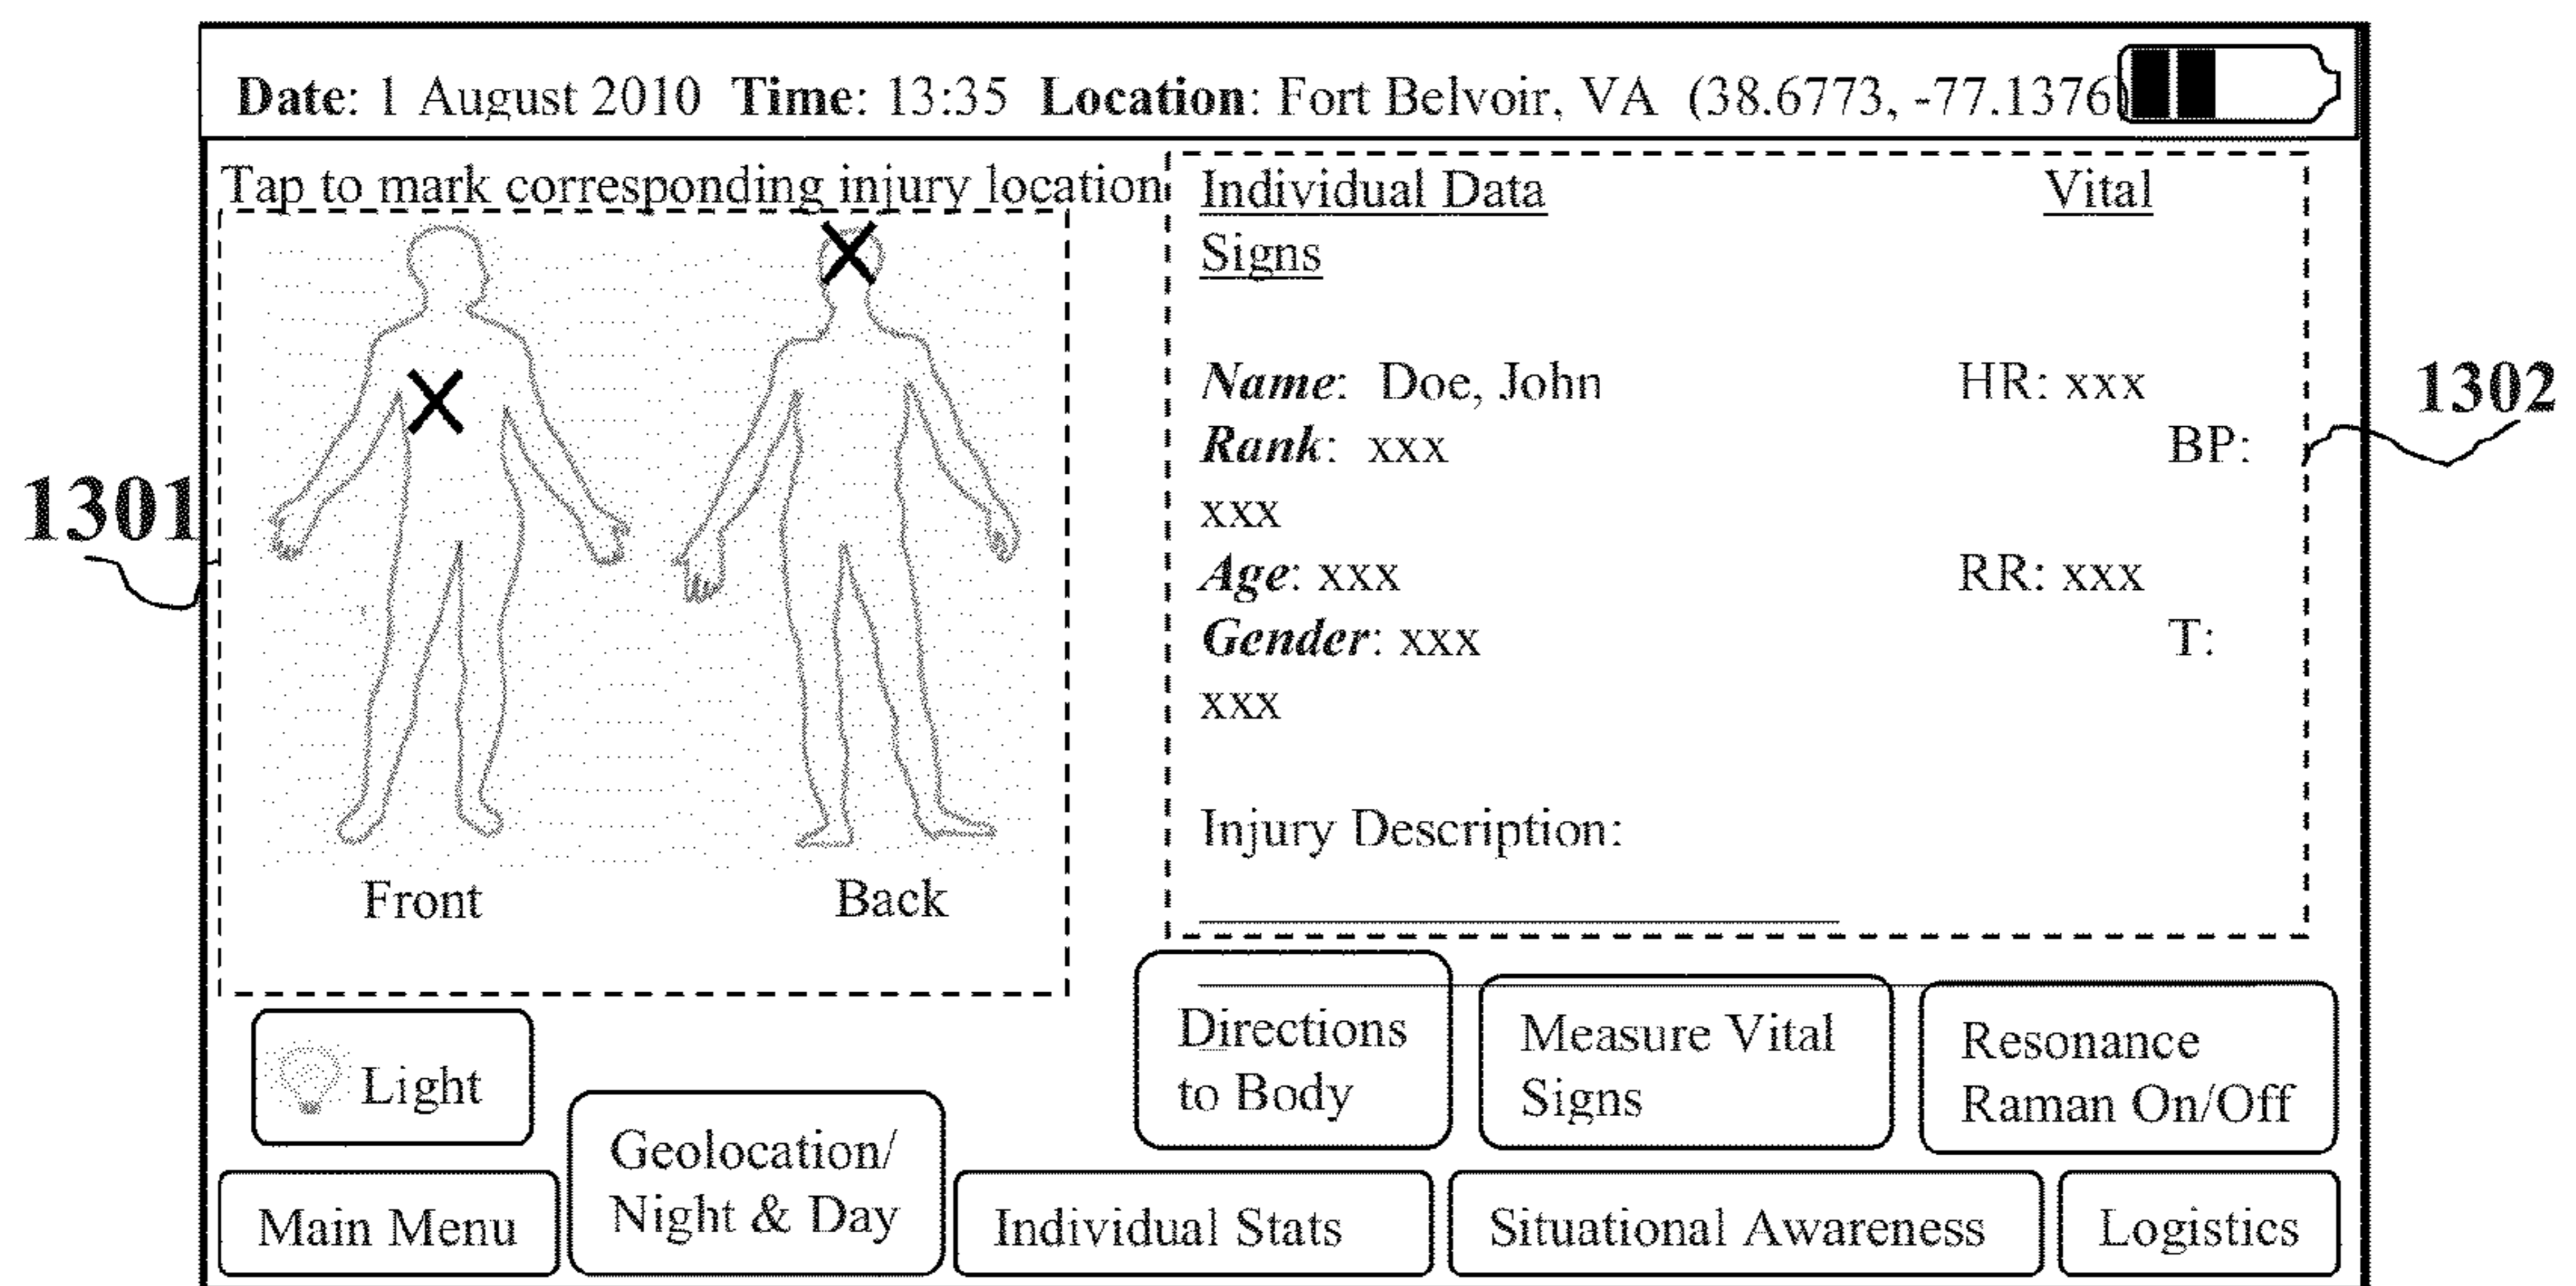 Date: 1 August 2010 Time: 13:35 Location: Fort Belvoir, VA (38.6773, -77.1376)
Tap to mark corresponding injury location
Front
Back
1301
Individual Data Vital
Signs
Name: Doe, John HR: xxx
Rank: xxx BP:
xxx
Age: xxx RR: xxx
Gender: xxx T:
xxx
Injury Description:
1302
Light
Directions
to Body
Measure Vital
Signs
Resonance
Raman On/Off
Main Menu
Geolocation/
Night & Day
Individual Stats
Situational Awareness
Logistics